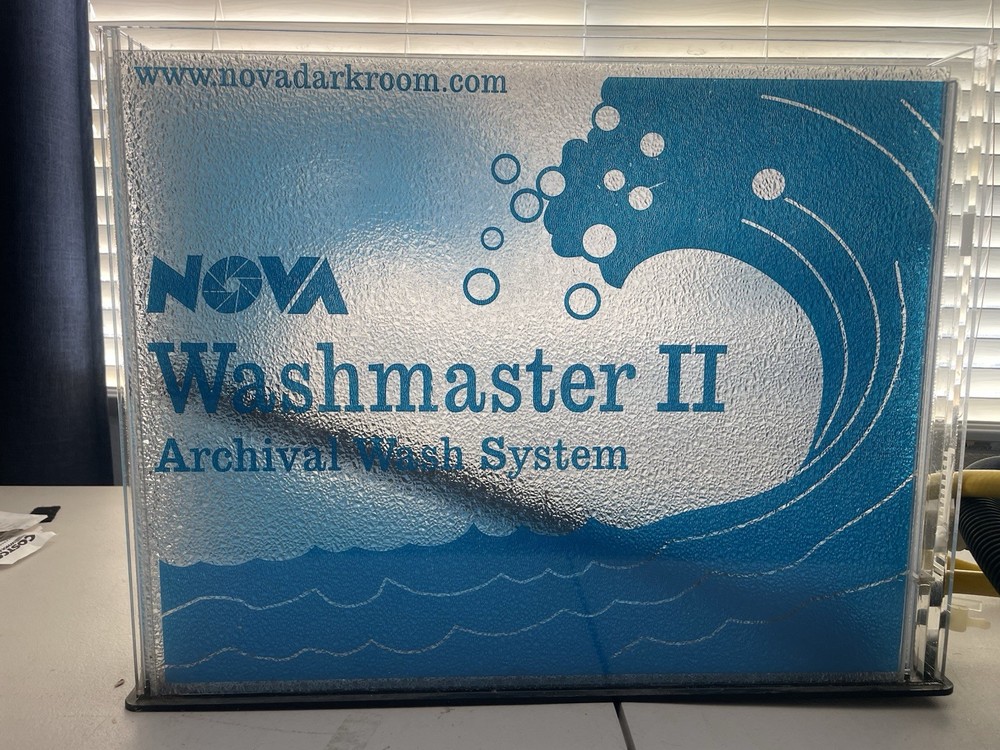 www.novadarkroom.com
NOVA
Washmaster II
Archival Wash System